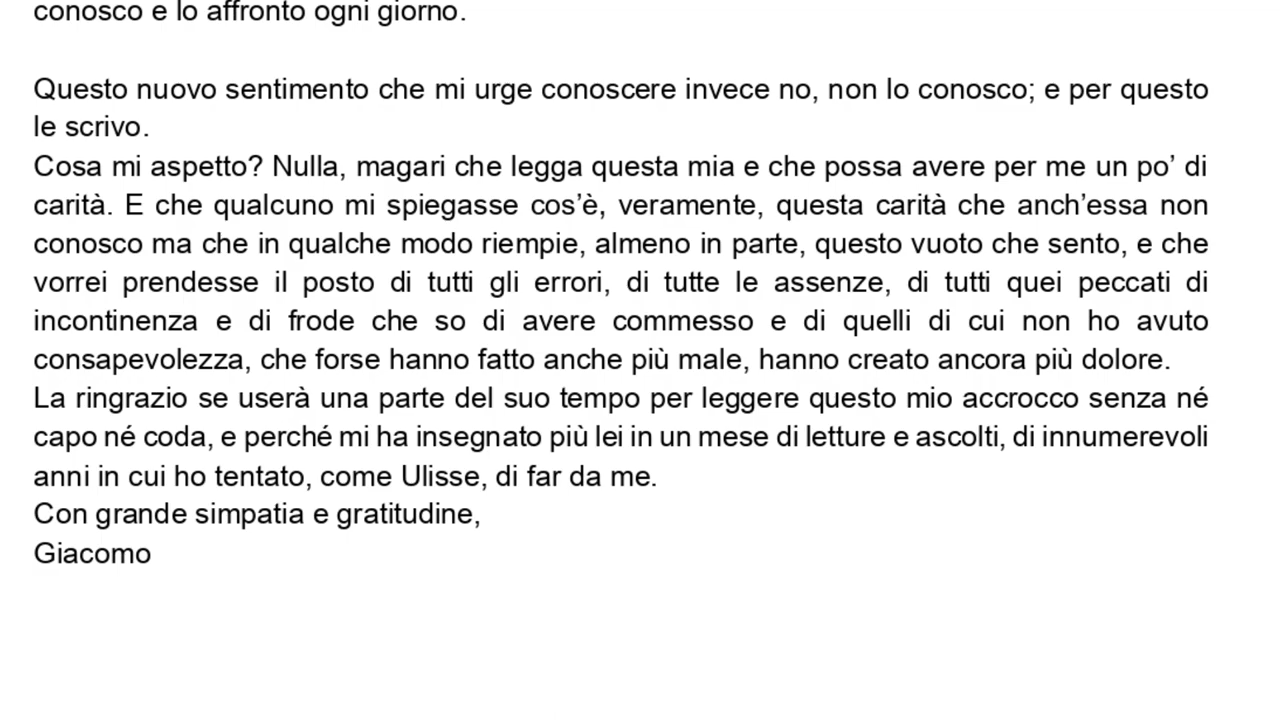 conosco e lo affronto ogni giorno.
Questo nuovo sentimento che mi urge conoscere invece no, non lo conosco; e per questo
le scrivo.
Cosa mi aspetto? Nulla, magari che legga questa mia e che possa avere per me un po’ di
carità. E che qualcuno mi spiegasse cos’è, veramente, questa carità che anch’essa non
conosco ma che in qualche modo riempie, almeno in parte, questo vuoto che sento, e che
vorrei prendesse il posto di tutti gli errori, di tutte le assenze, di tutti quei peccati di
incontinenza e di frode che so di avere commesso e di quelli di cui non ho avuto
consapevolezza, che forse hanno fatto anche più male, hanno creato ancora più dolore.
La ringrazio se userà una parte del suo tempo per leggere questo mio accrocco senza né
capo né coda, e perché mi ha insegnato più lei in un mese di letture e ascolti, di innumerevoli
anni in cui ho tentato, come Ulisse, di far da me.
Con grande simpatia e gratitudine,
Giacomo